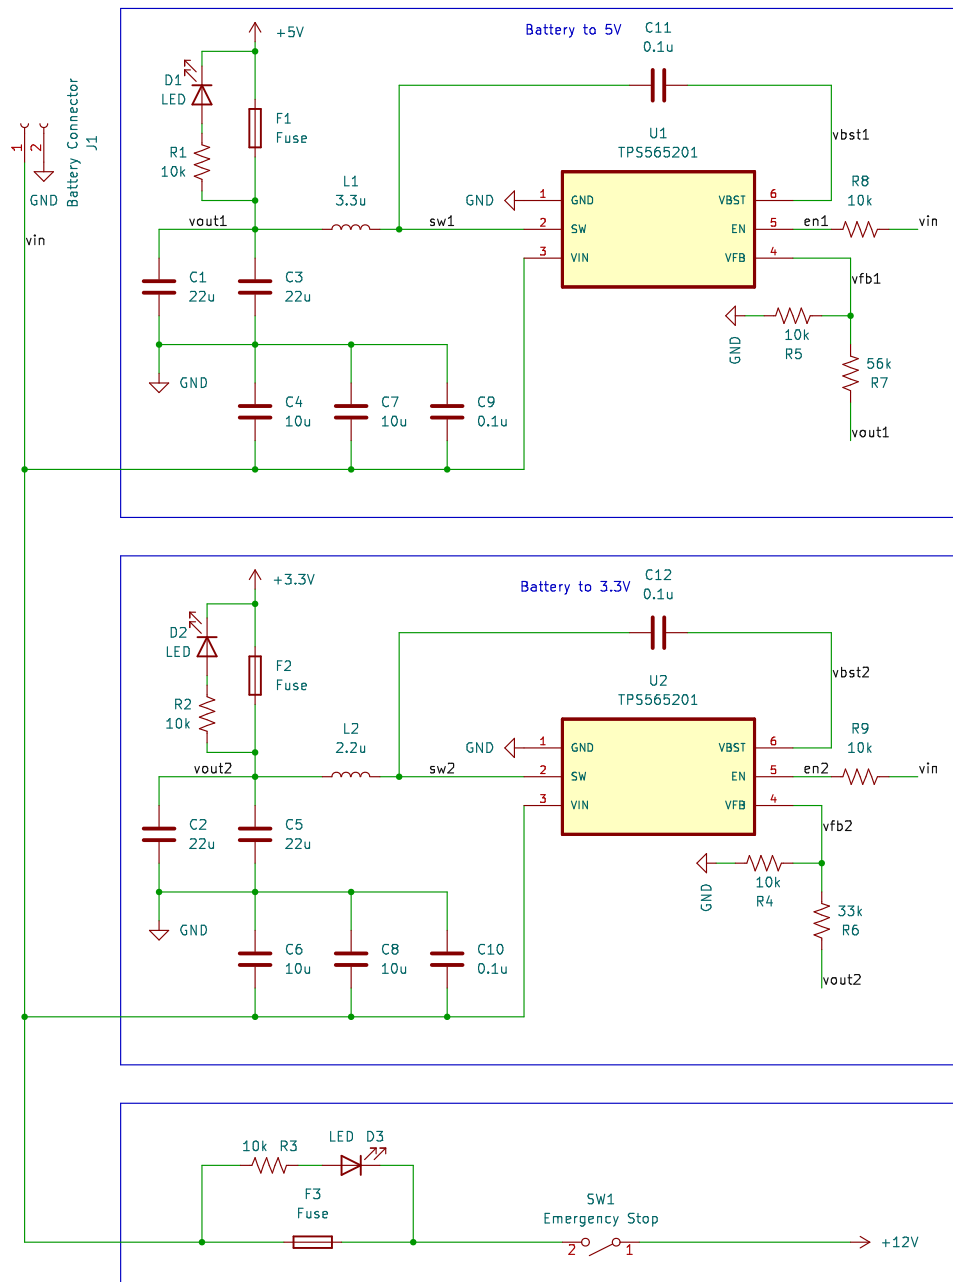 Battery Connector
J1
1
2
GND
vin
Battery to 5V
+5V
D1
LED
F1
Fuse
R1
10k
C11
0.1u
vbst1
U1
TPS565201
L1
3.3u
vout1
sw1
GND
1
GND
2
SW
3
VIN
VBST
6
EN
5
VFB
4
en1
R8
10k
vin
vfb1
GND
10k
R5
56k
R7
vout1
C1
22u
C3
22u
GND
C4
10u
C7
10u
C9
0.1u
Battery to 3.3V
+3.3V
D2
LED
F2
Fuse
R2
10k
C12
0.1u
vbst2
U2
TPS565201
L2
2.2u
vout2
sw2
GND
1
GND
2
SW
3
VIN
VBST
6
EN
5
VFB
4
en2
R9
10k
vin
vfb2
GND
10k
R4
33k
R6
vout2
C2
22u
C5
22u
GND
C6
10u
C8
10u
C10
0.1u
10k R3
LED D3
F3
Fuse
SW1
Emergency Stop
2
1
+12V